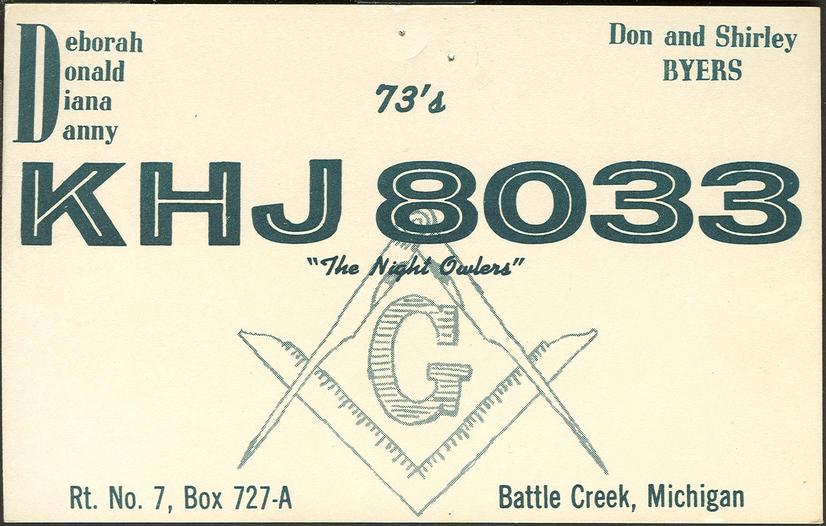 Deborah
Donald
Diana
Danny
Don and Shirley
BYERS
73's
KHJ 8033
"The Night Owlers"
G
Rt. No. 7, Box 727-A
Battle Creek, Michigan